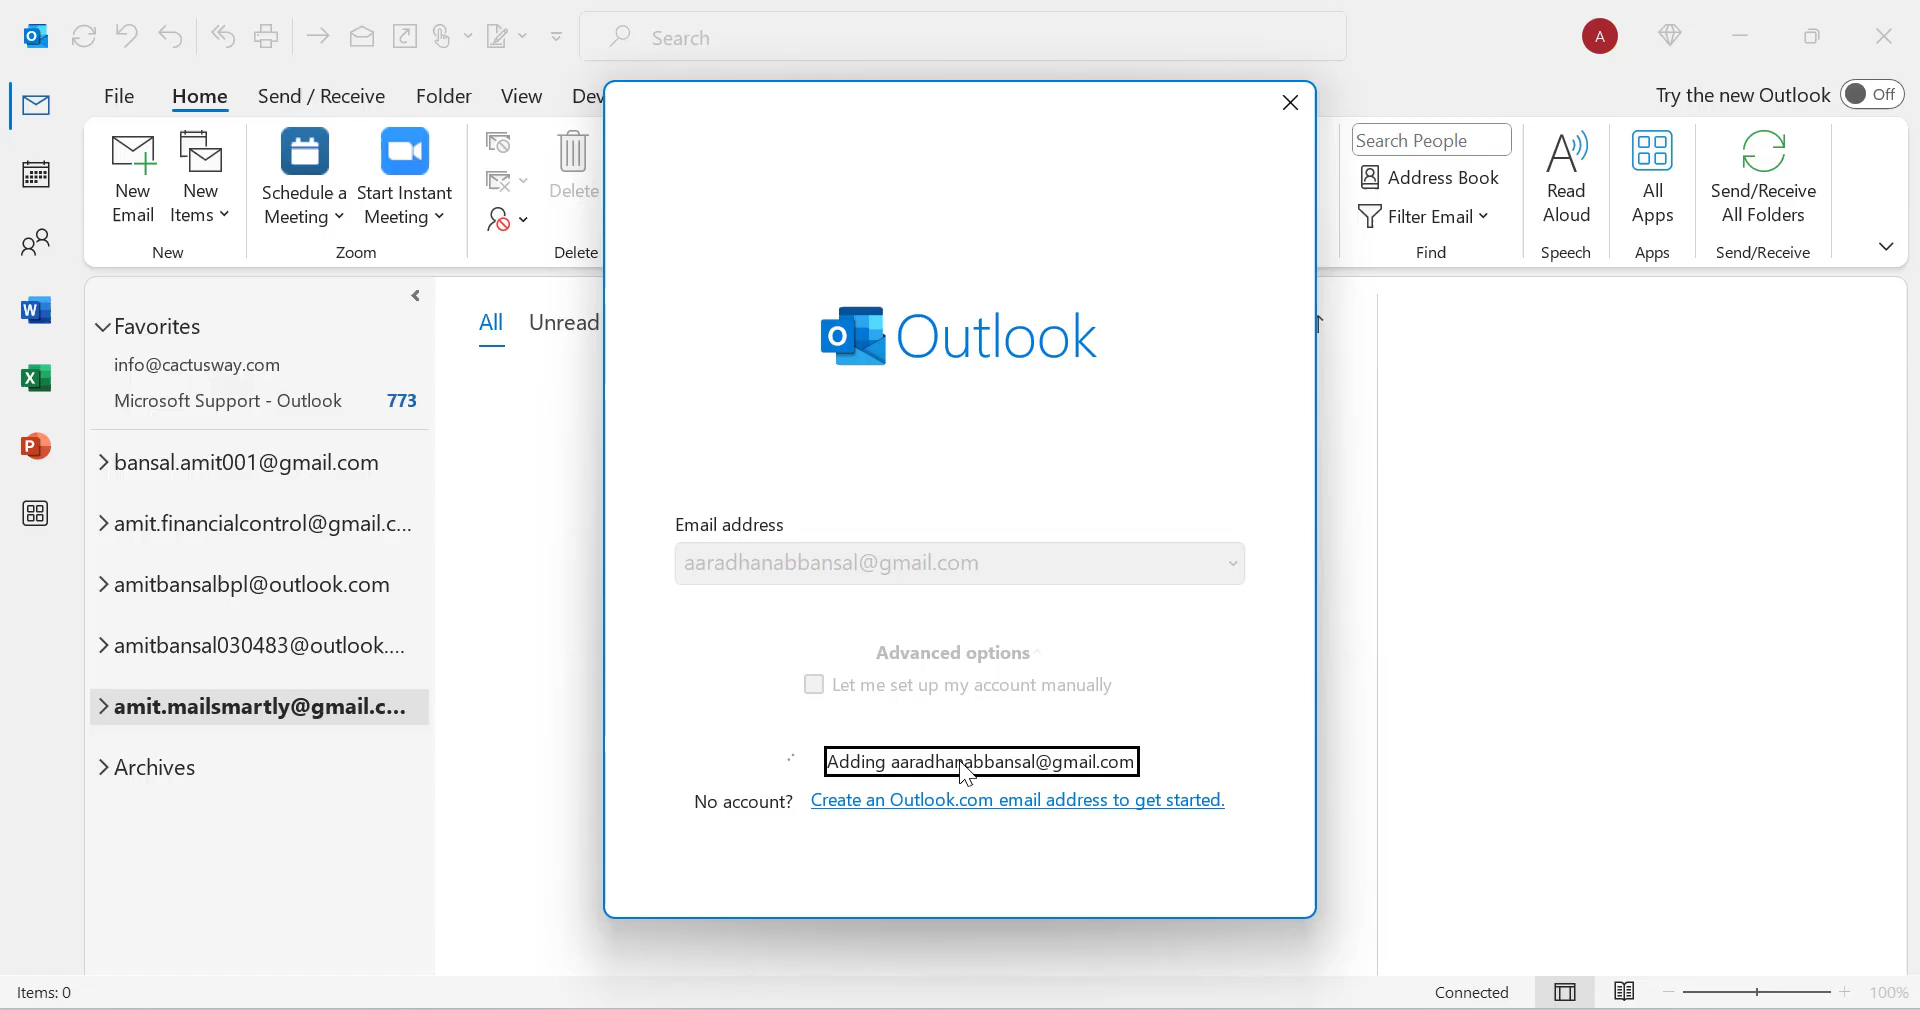 Search
A
File Home Send / Receive Folder View Dev
Try the new Outlook Off
New Email
New Items
New
Schedule a Meeting
Start Instant Meeting
Zoom
Delete
Delete
Search People
Address Book
Filter Email
Find
Read Aloud
Speech
All Apps
Apps
Send/Receive All Folders
Send/Receive
Favorites
info@cactusway.com
Microsoft Support - Outlook 773
bansal.amit001@gmail.com
amit.financialcontrol@gmail.c...
amitbansalbpl@outlook.com
amitbansal030483@outlook....
amit.mailsmartly@gmail.c...
Archives
All Unread
Outlook
Email address
aaradhanabbansal@gmail.com
Advanced options
Let me set up my account manually
Adding aaradhanabbansal@gmail.com
No account? Create an Outlook.com email address to get started.
Items: 0
Connected
100%